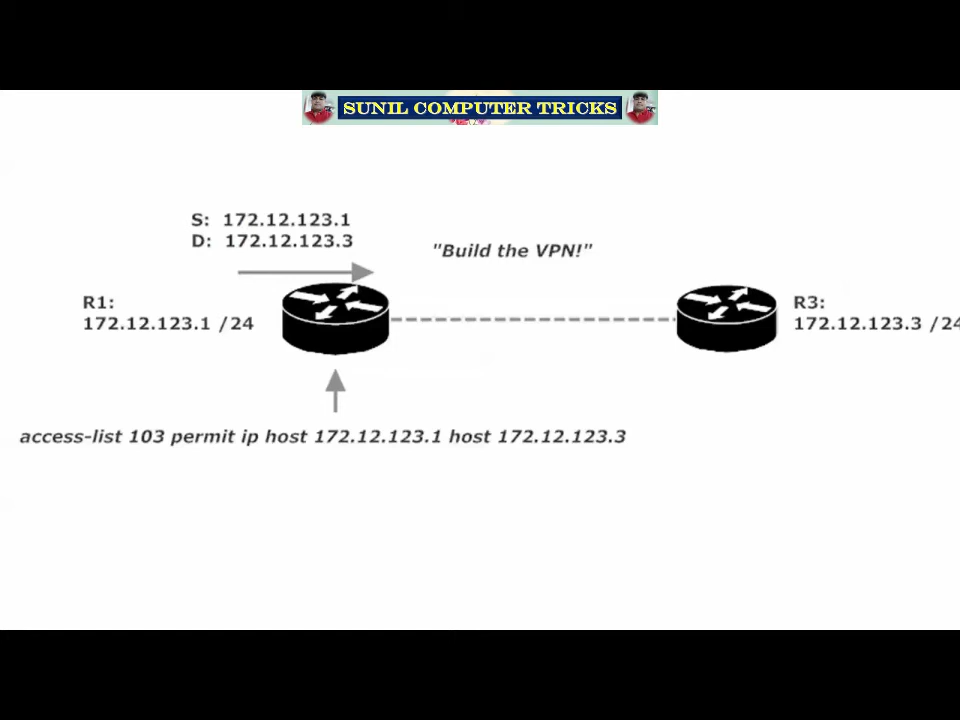 SUNIL COMPUTER TRICKS
S: 172.12.123.1
D: 172.12.123.3
"Build the VPN!"
R1:
172.12.123.1 /24
R3:
172.12.123.3 /24
access-list 103 permit ip host 172.12.123.1 host 172.12.123.3